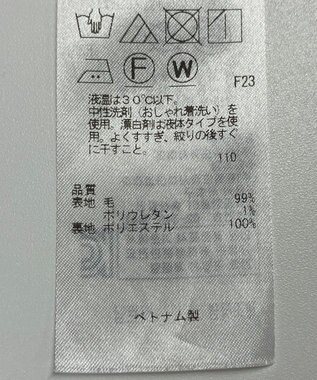 F
W
F23
液温は30℃以下。
中性洗剤(おしゃれ着洗い)を
使用。漂白剤は液体タイプを使
用。よくすすぎ、絞りの後すぐ
に干すこと。
110
品質
表地 毛 99%
ポリウレタン 1%
裏地 ポリエステル 100%
ベトナム製